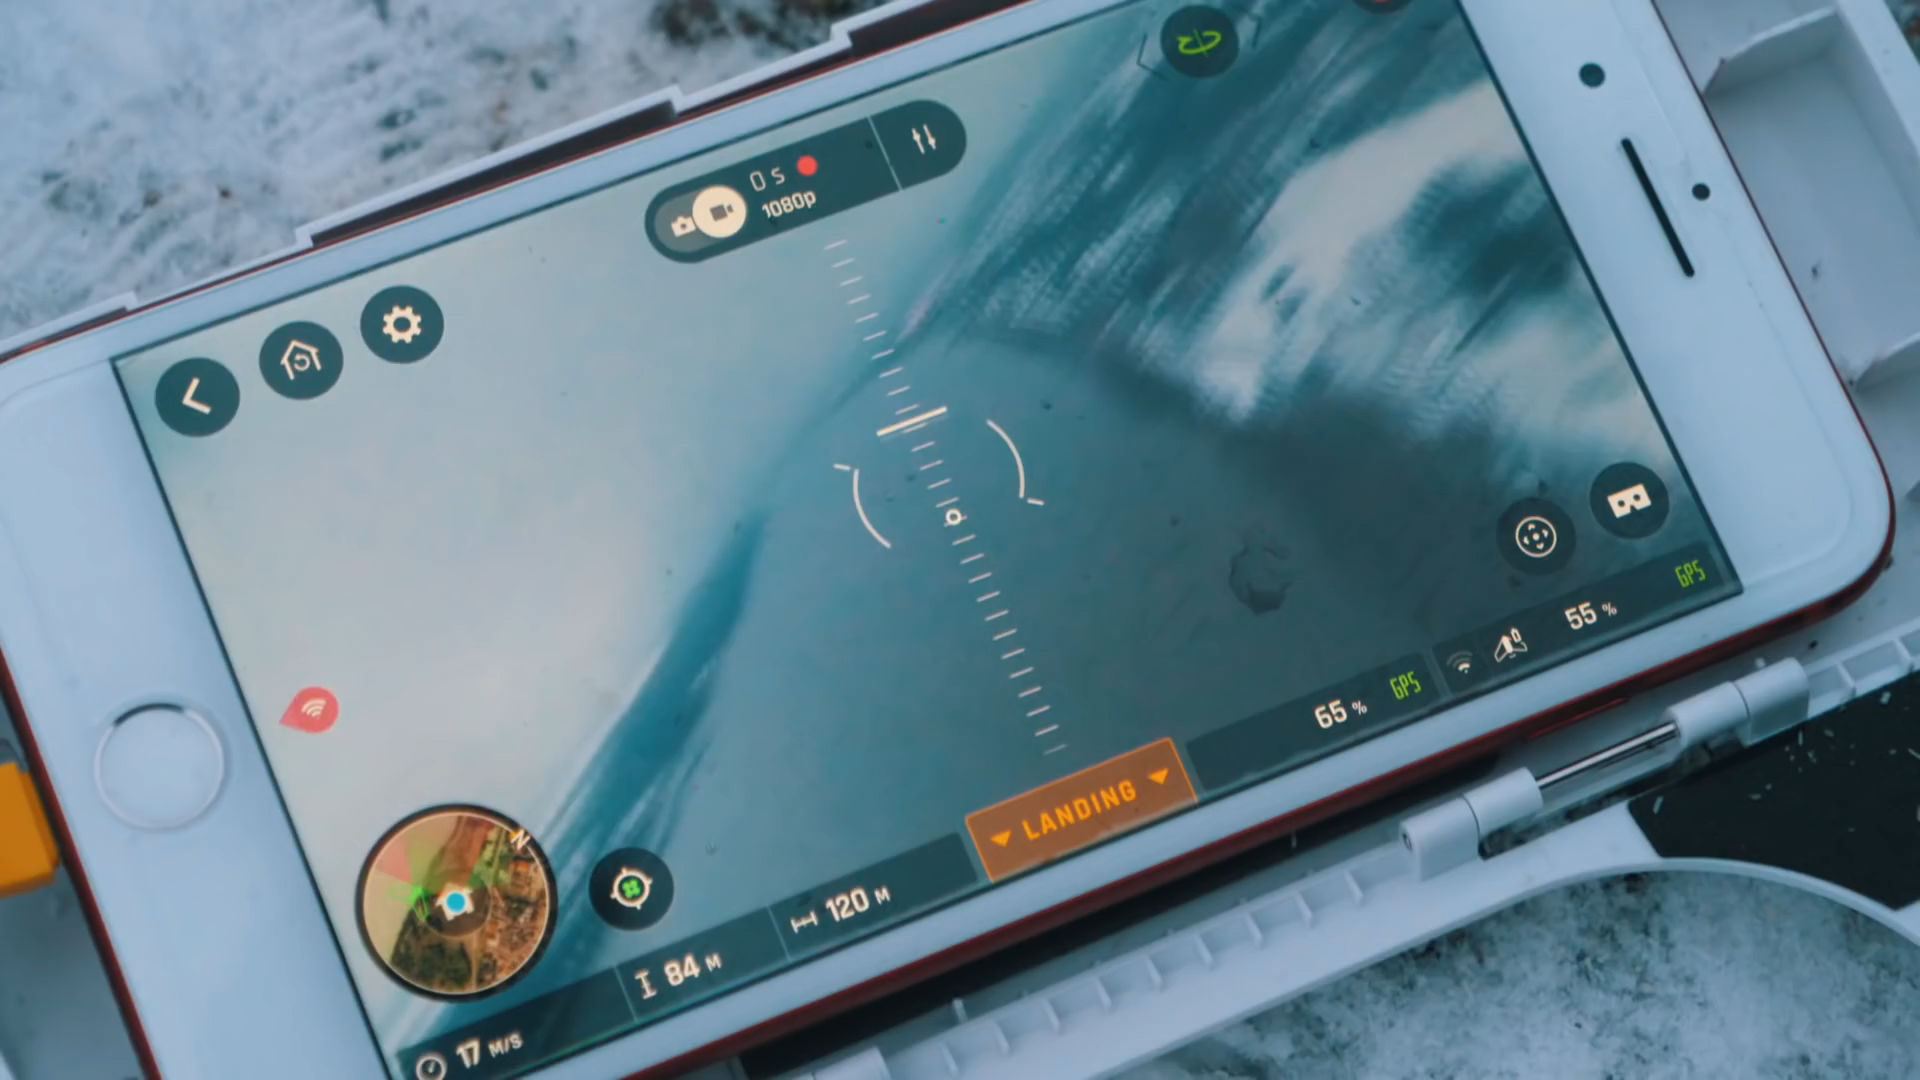 0 s
1080p
N
17 M/S
84 M
120 M
LANDING
65 %
GPS
55 %
GPS